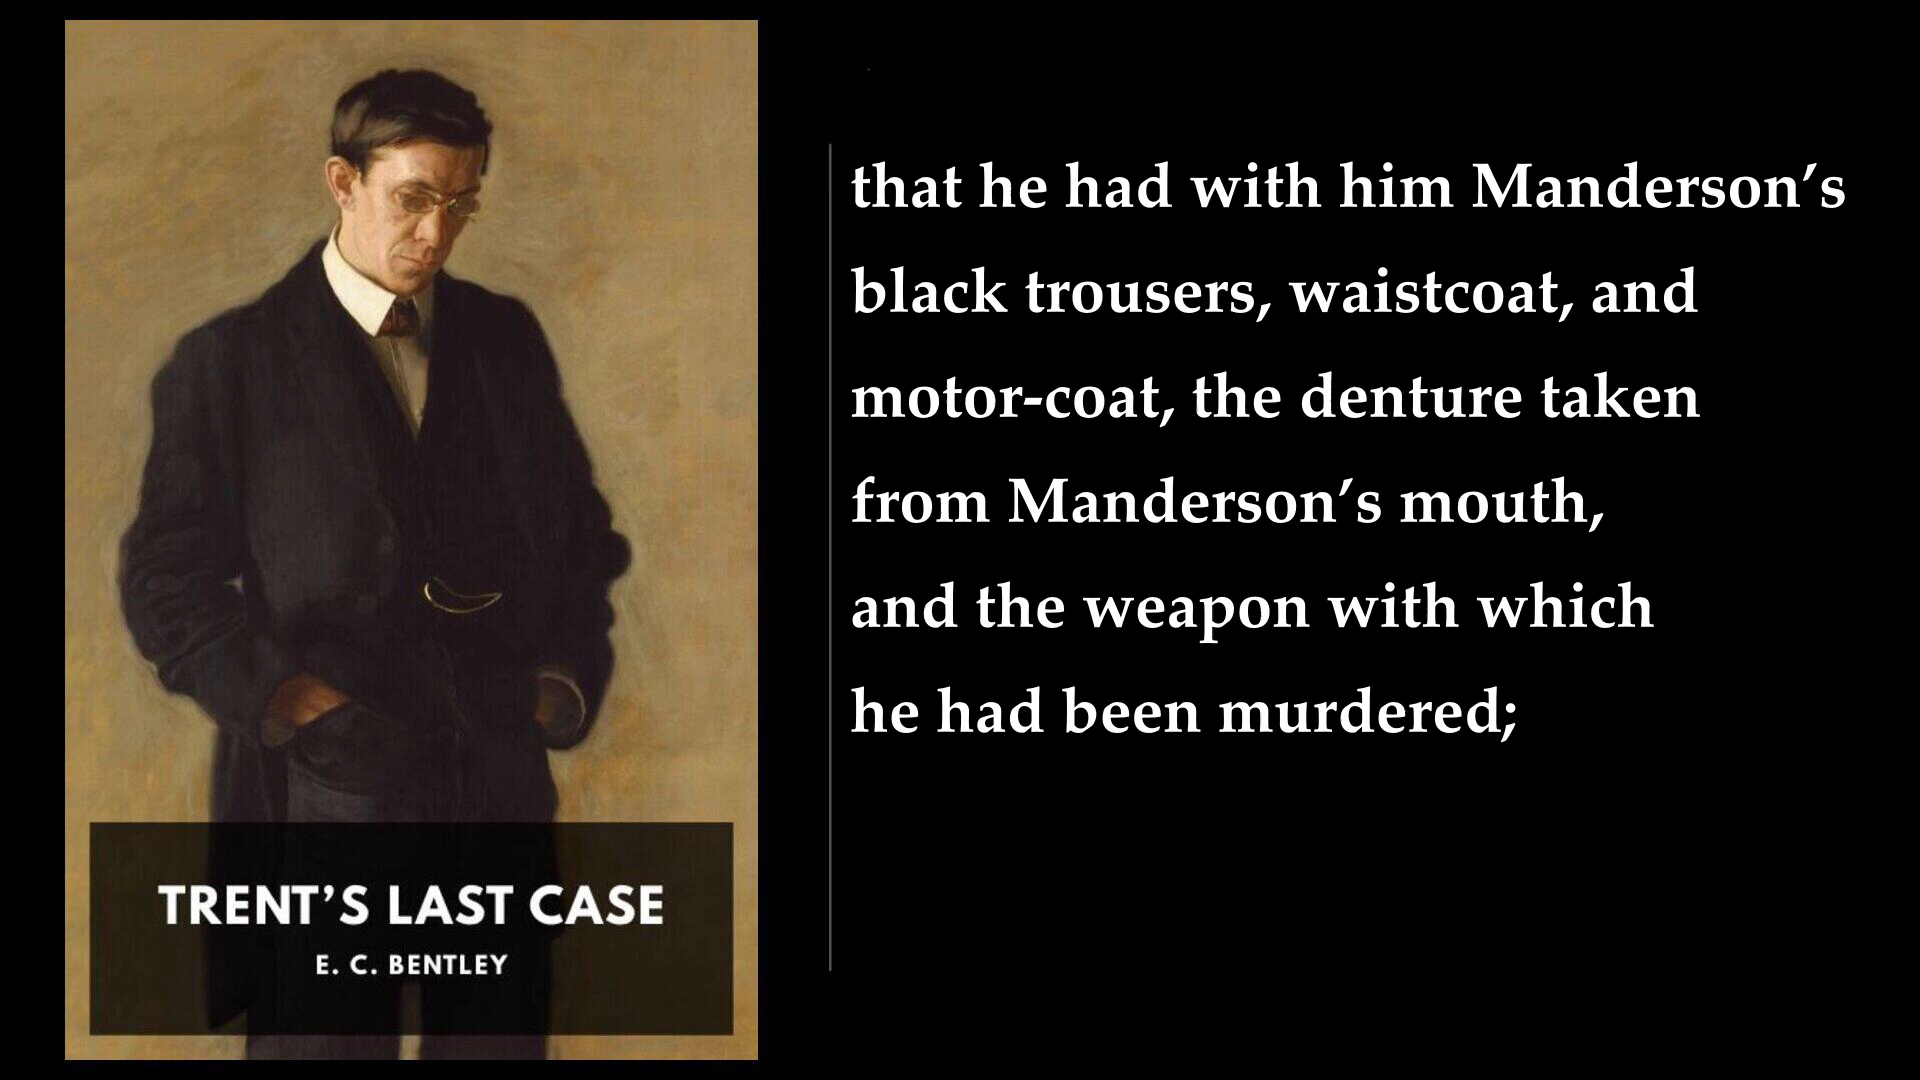 TRENT’S LAST CASE
E. C. BENTLEY
that he had with him Manderson’s
black trousers, waistcoat, and
motor-coat, the denture taken
from Manderson’s mouth,
and the weapon with which
he had been murdered;